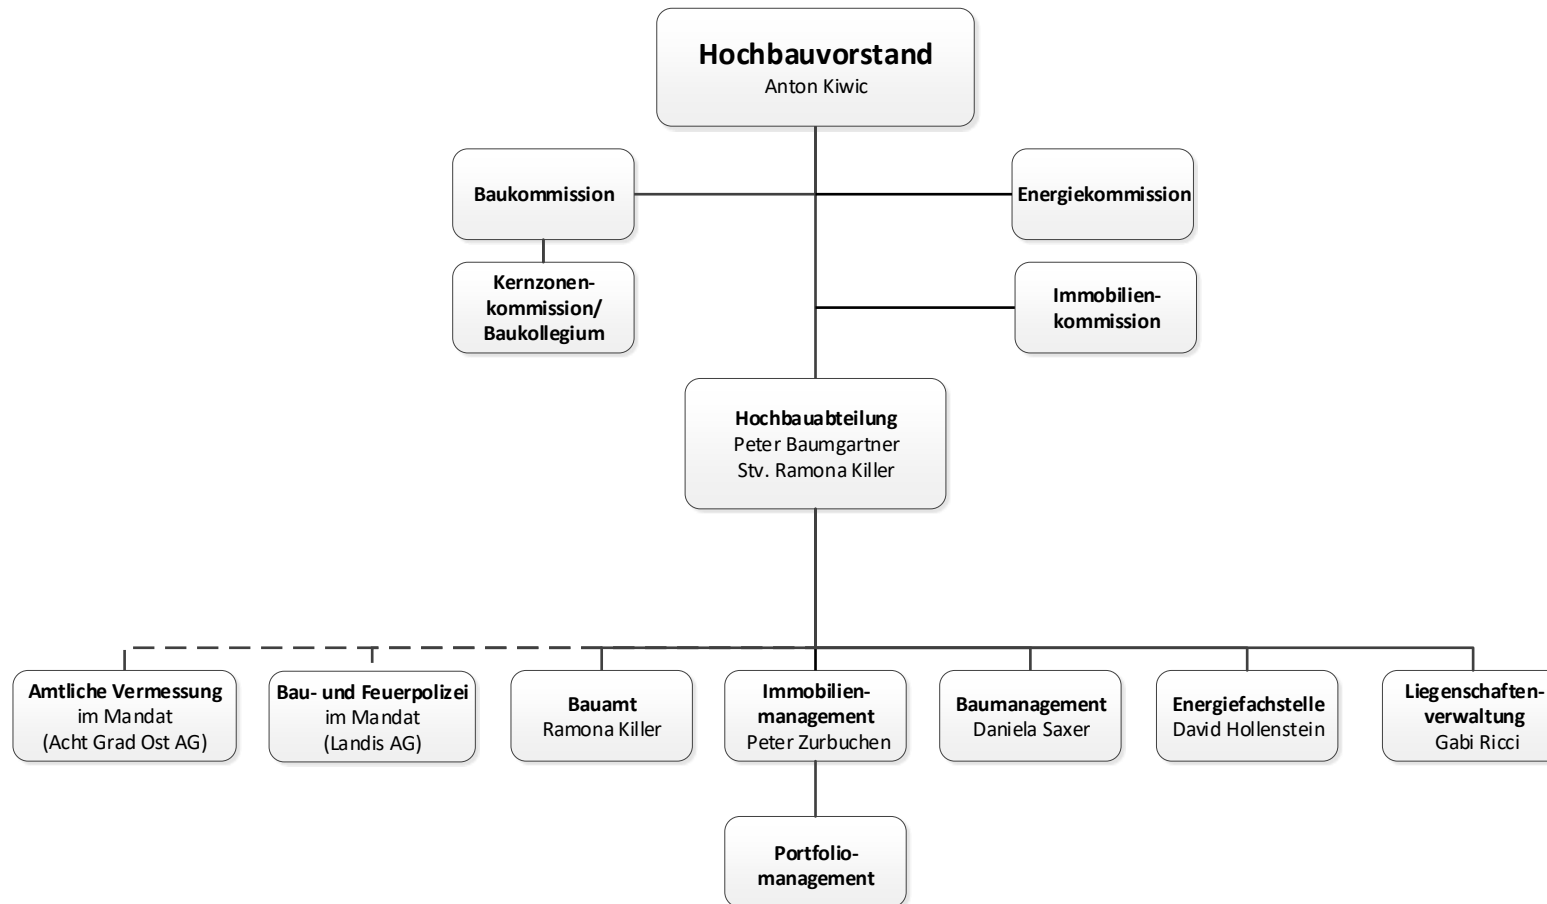 Hochbauvorstand
Anton Kiwic
Baukommission
Energiekommission
Kernzonen-
kommission/
Baukollegium
Immobilien-
kommission
Hochbauabteilung
Peter Baumgartner
Stv. Ramona Killer
Amtliche Vermessung
im Mandat
(Acht Grad Ost AG)
Bau- und Feuerpolizei
im Mandat
(Landis AG)
Bauamt
Ramona Killer
Immobilien-
management
Peter Zurbuchen
Baumanagement
Daniela Saxer
Energiefachstelle
David Hollenstein
Liegenschaften-
verwaltung
Gabi Ricci
Portfolio-
management